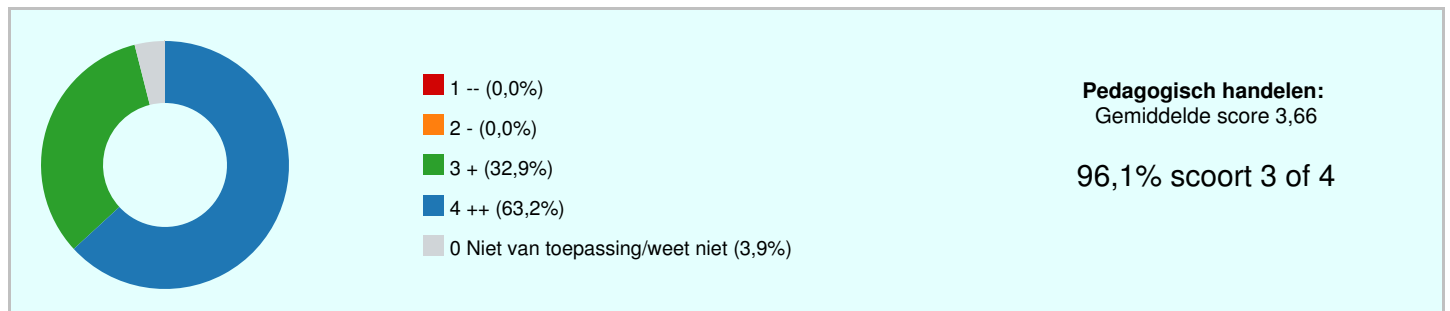 1 -- (0,0%)
2 - (0,0%)
3 + (32,9%)
4 ++ (63,2%)
0 Niet van toepassing/weet niet (3,9%)
Pedagogisch handelen:
Gemiddelde score 3,66
96,1% scoort 3 of 4